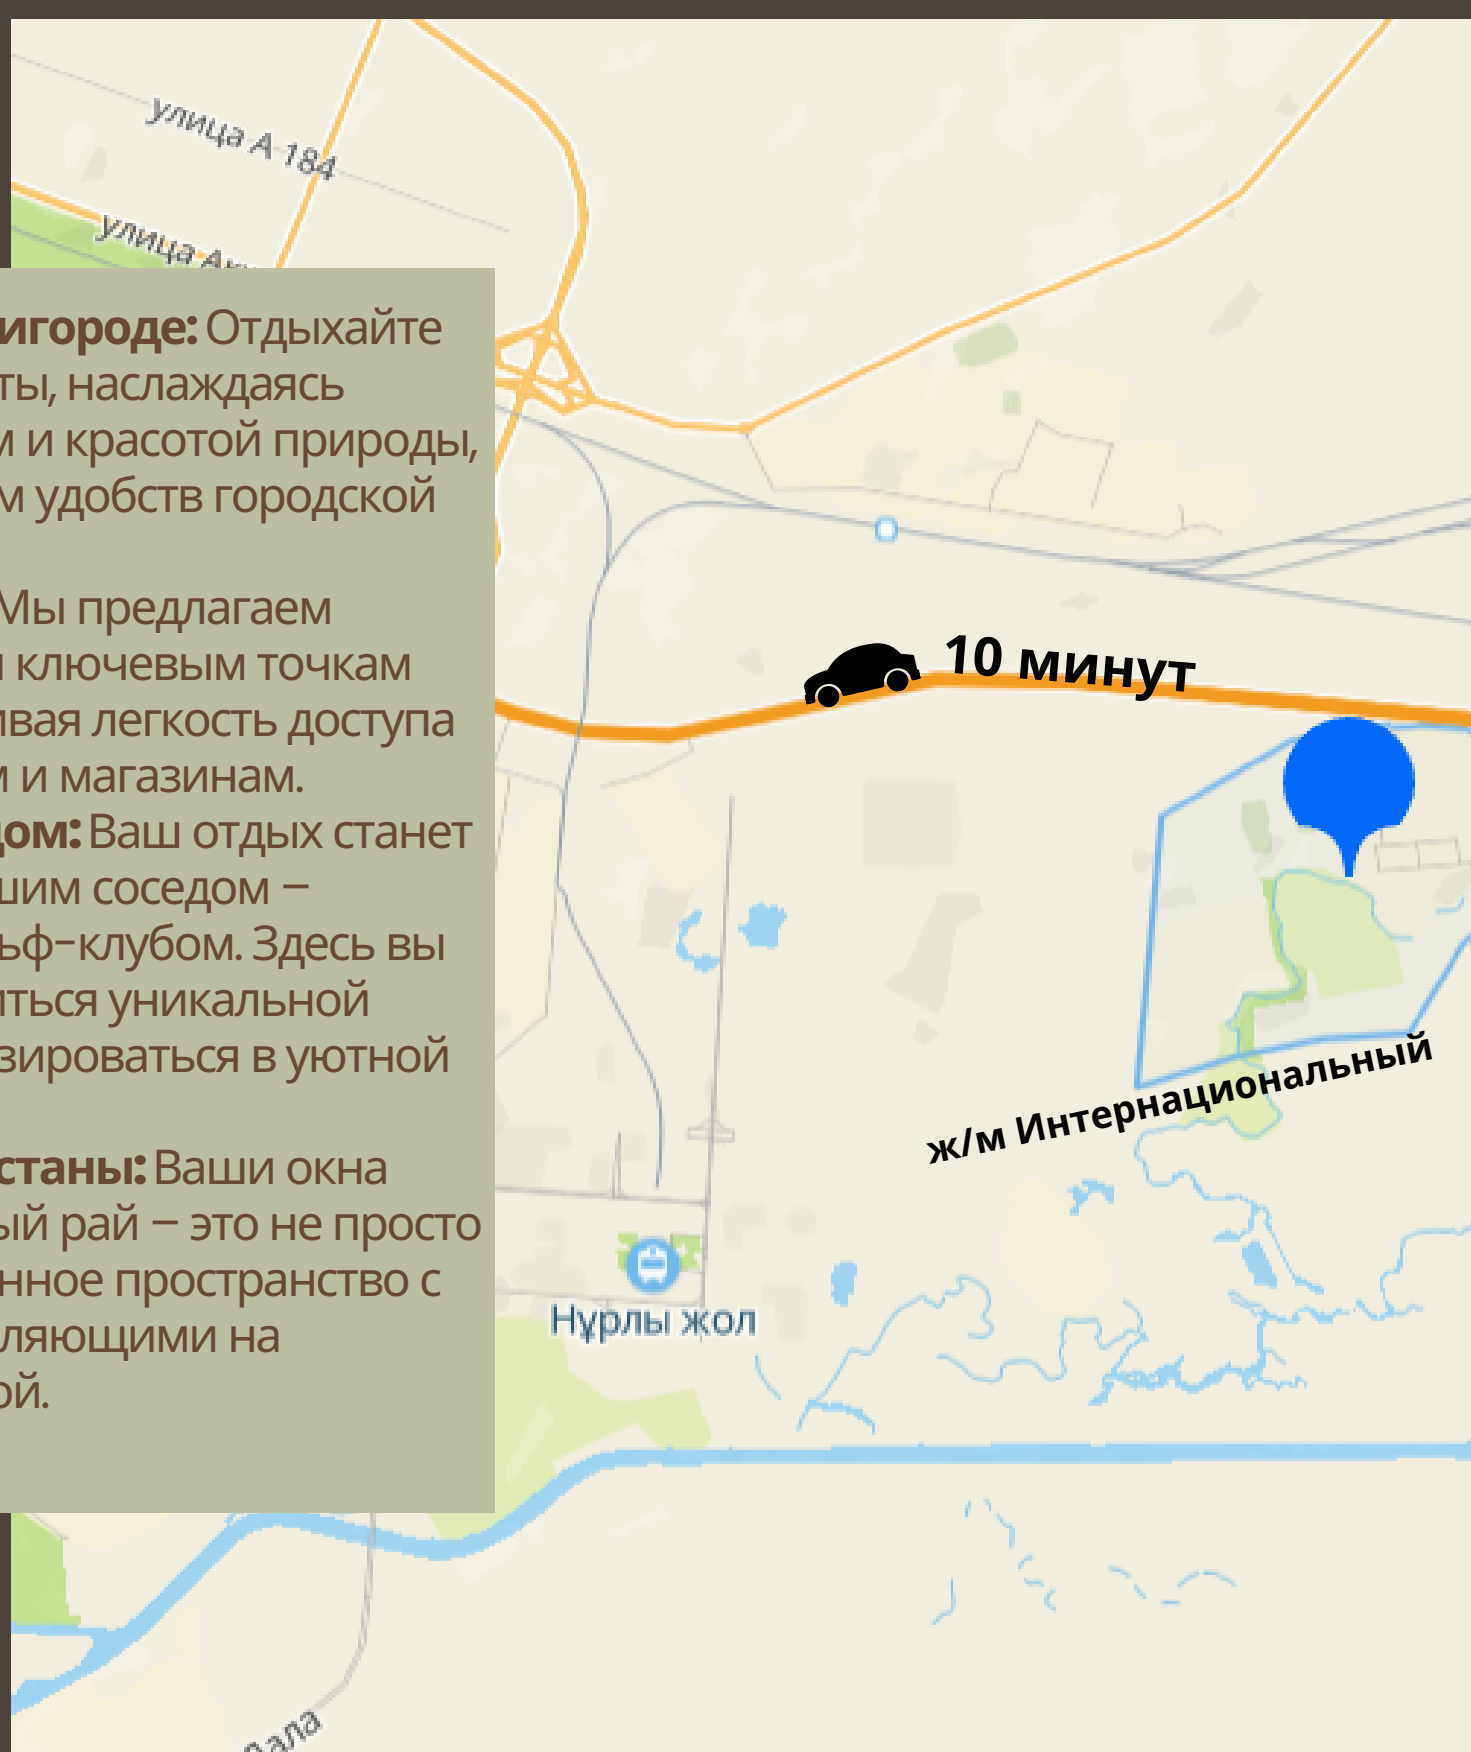 улица А 184
улица
игороде: Отдыхайте
ты, наслаждаясь
м и красотой природы,
м удобств городской
Мы предлагаем
ключевым точкам
ивая легкость доступа
м и магазинам.
дом: Ваш отдых станет
шим соседом –
ьф-клубом. Здесь вы
иться уникальной
зироваться в уютной
станы: Ваши окна
ый рай – это не просто
нное пространство с
ляющими на
ой.
10 минут
ж/м Интернациональный
Нұрлы жол